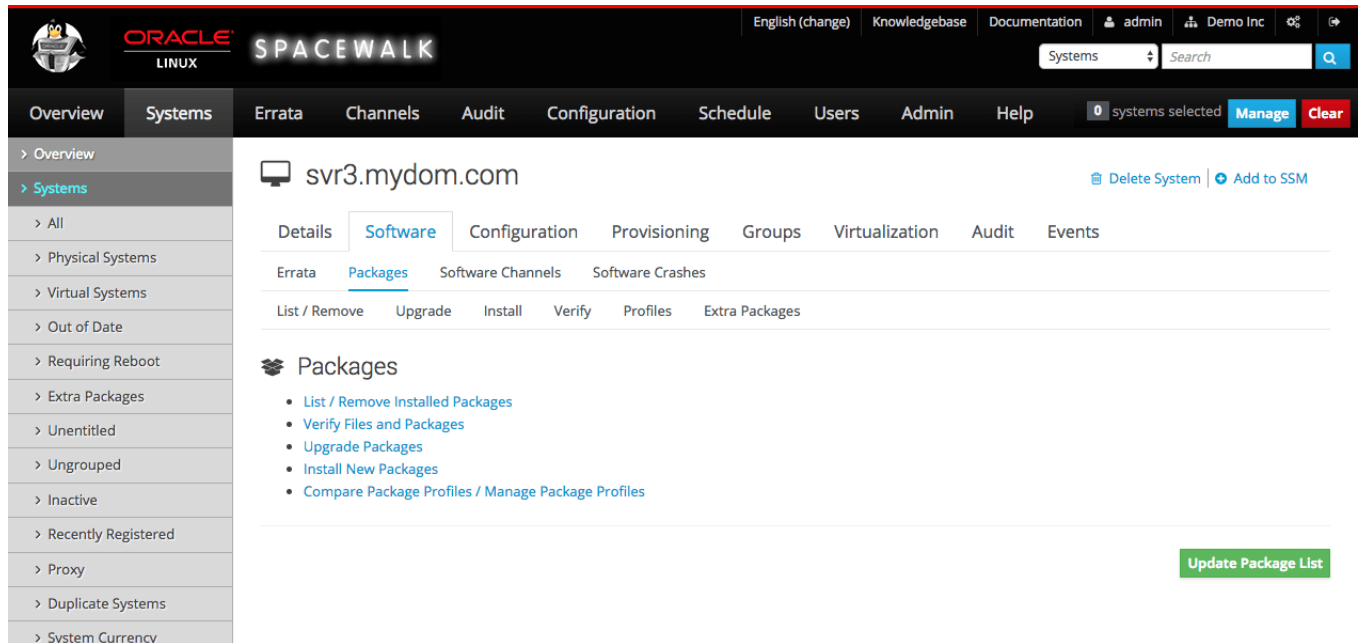 English (change) Knowledgebase Documentation admin Demo Inc
ORACLE
LINUX
SPACEWALK
Systems Search
Overview Systems Errata Channels Audit Configuration Schedule Users Admin Help 0 systems selected Manage Clear
> Overview
> Systems
> All
> Physical Systems
> Virtual Systems
> Out of Date
> Requiring Reboot
> Extra Packages
> Unentitled
> Ungrouped
> Inactive
> Recently Registered
> Proxy
> Duplicate Systems
> System Currency
svr3.mydom.com
Delete System | Add to SSM
Details Software Configuration Provisioning Groups Virtualization Audit Events
Errata Packages Software Channels Software Crashes
List / Remove Upgrade Install Verify Profiles Extra Packages
Packages
• List / Remove Installed Packages
• Verify Files and Packages
• Upgrade Packages
• Install New Packages
• Compare Package Profiles / Manage Package Profiles
Update Package List